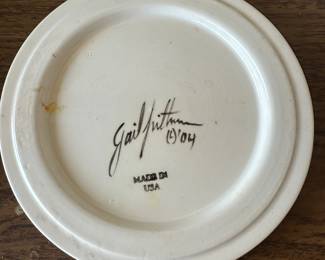 Gail Pittman
(c)'04
MADE IN
USA